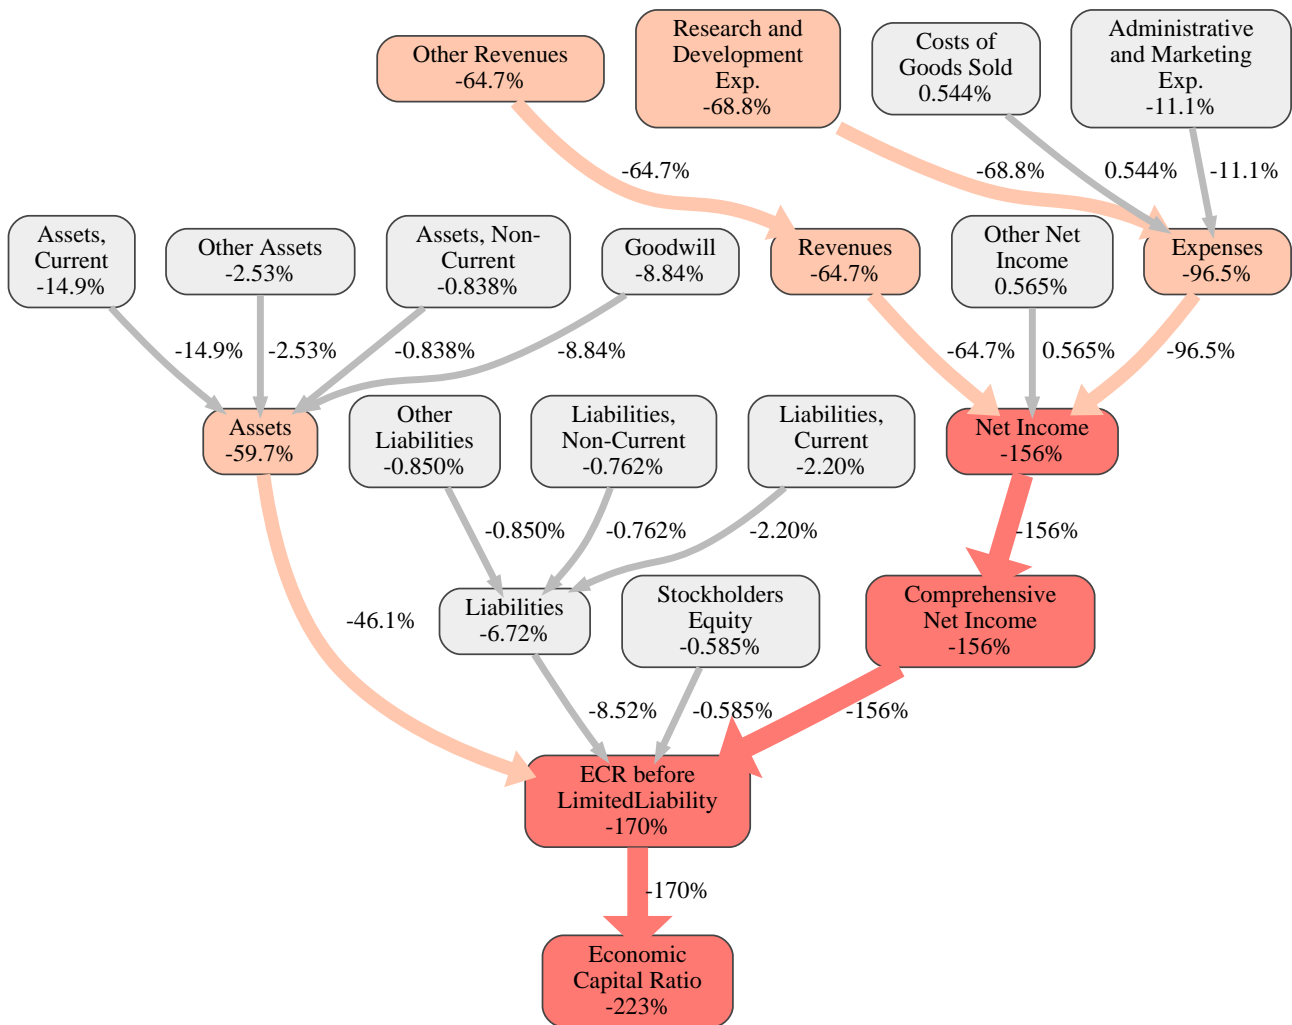 Other Revenues
-64.7%
Research and
Development
Exp.
-68.8%
Costs of
Goods Sold
0.544%
Administrative
and Marketing
Exp.
-11.1%
-64.7%
-68.8%
0.544%
-11.1%
Assets,
Current
-14.9%
Other Assets
-2.53%
Assets, Non-
Current
-0.838%
Goodwill
-8.84%
Revenues
-64.7%
Other Net
Income
0.565%
Expenses
-96.5%
-14.9%
-2.53%
-0.838%
-8.84%
-64.7%
0.565%
-96.5%
Assets
-59.7%
Other
Liabilities
-0.850%
Liabilities,
Non-Current
-0.762%
Liabilities,
Current
-2.20%
Net Income
-156%
-0.850%
-0.762%
-2.20%
-156%
-46.1%
Liabilities
-6.72%
Stockholders
Equity
-0.585%
Comprehensive
Net Income
-156%
-8.52%
-0.585%
-156%
ECR before
LimitedLiability
-170%
-170%
Economic
Capital Ratio
-223%